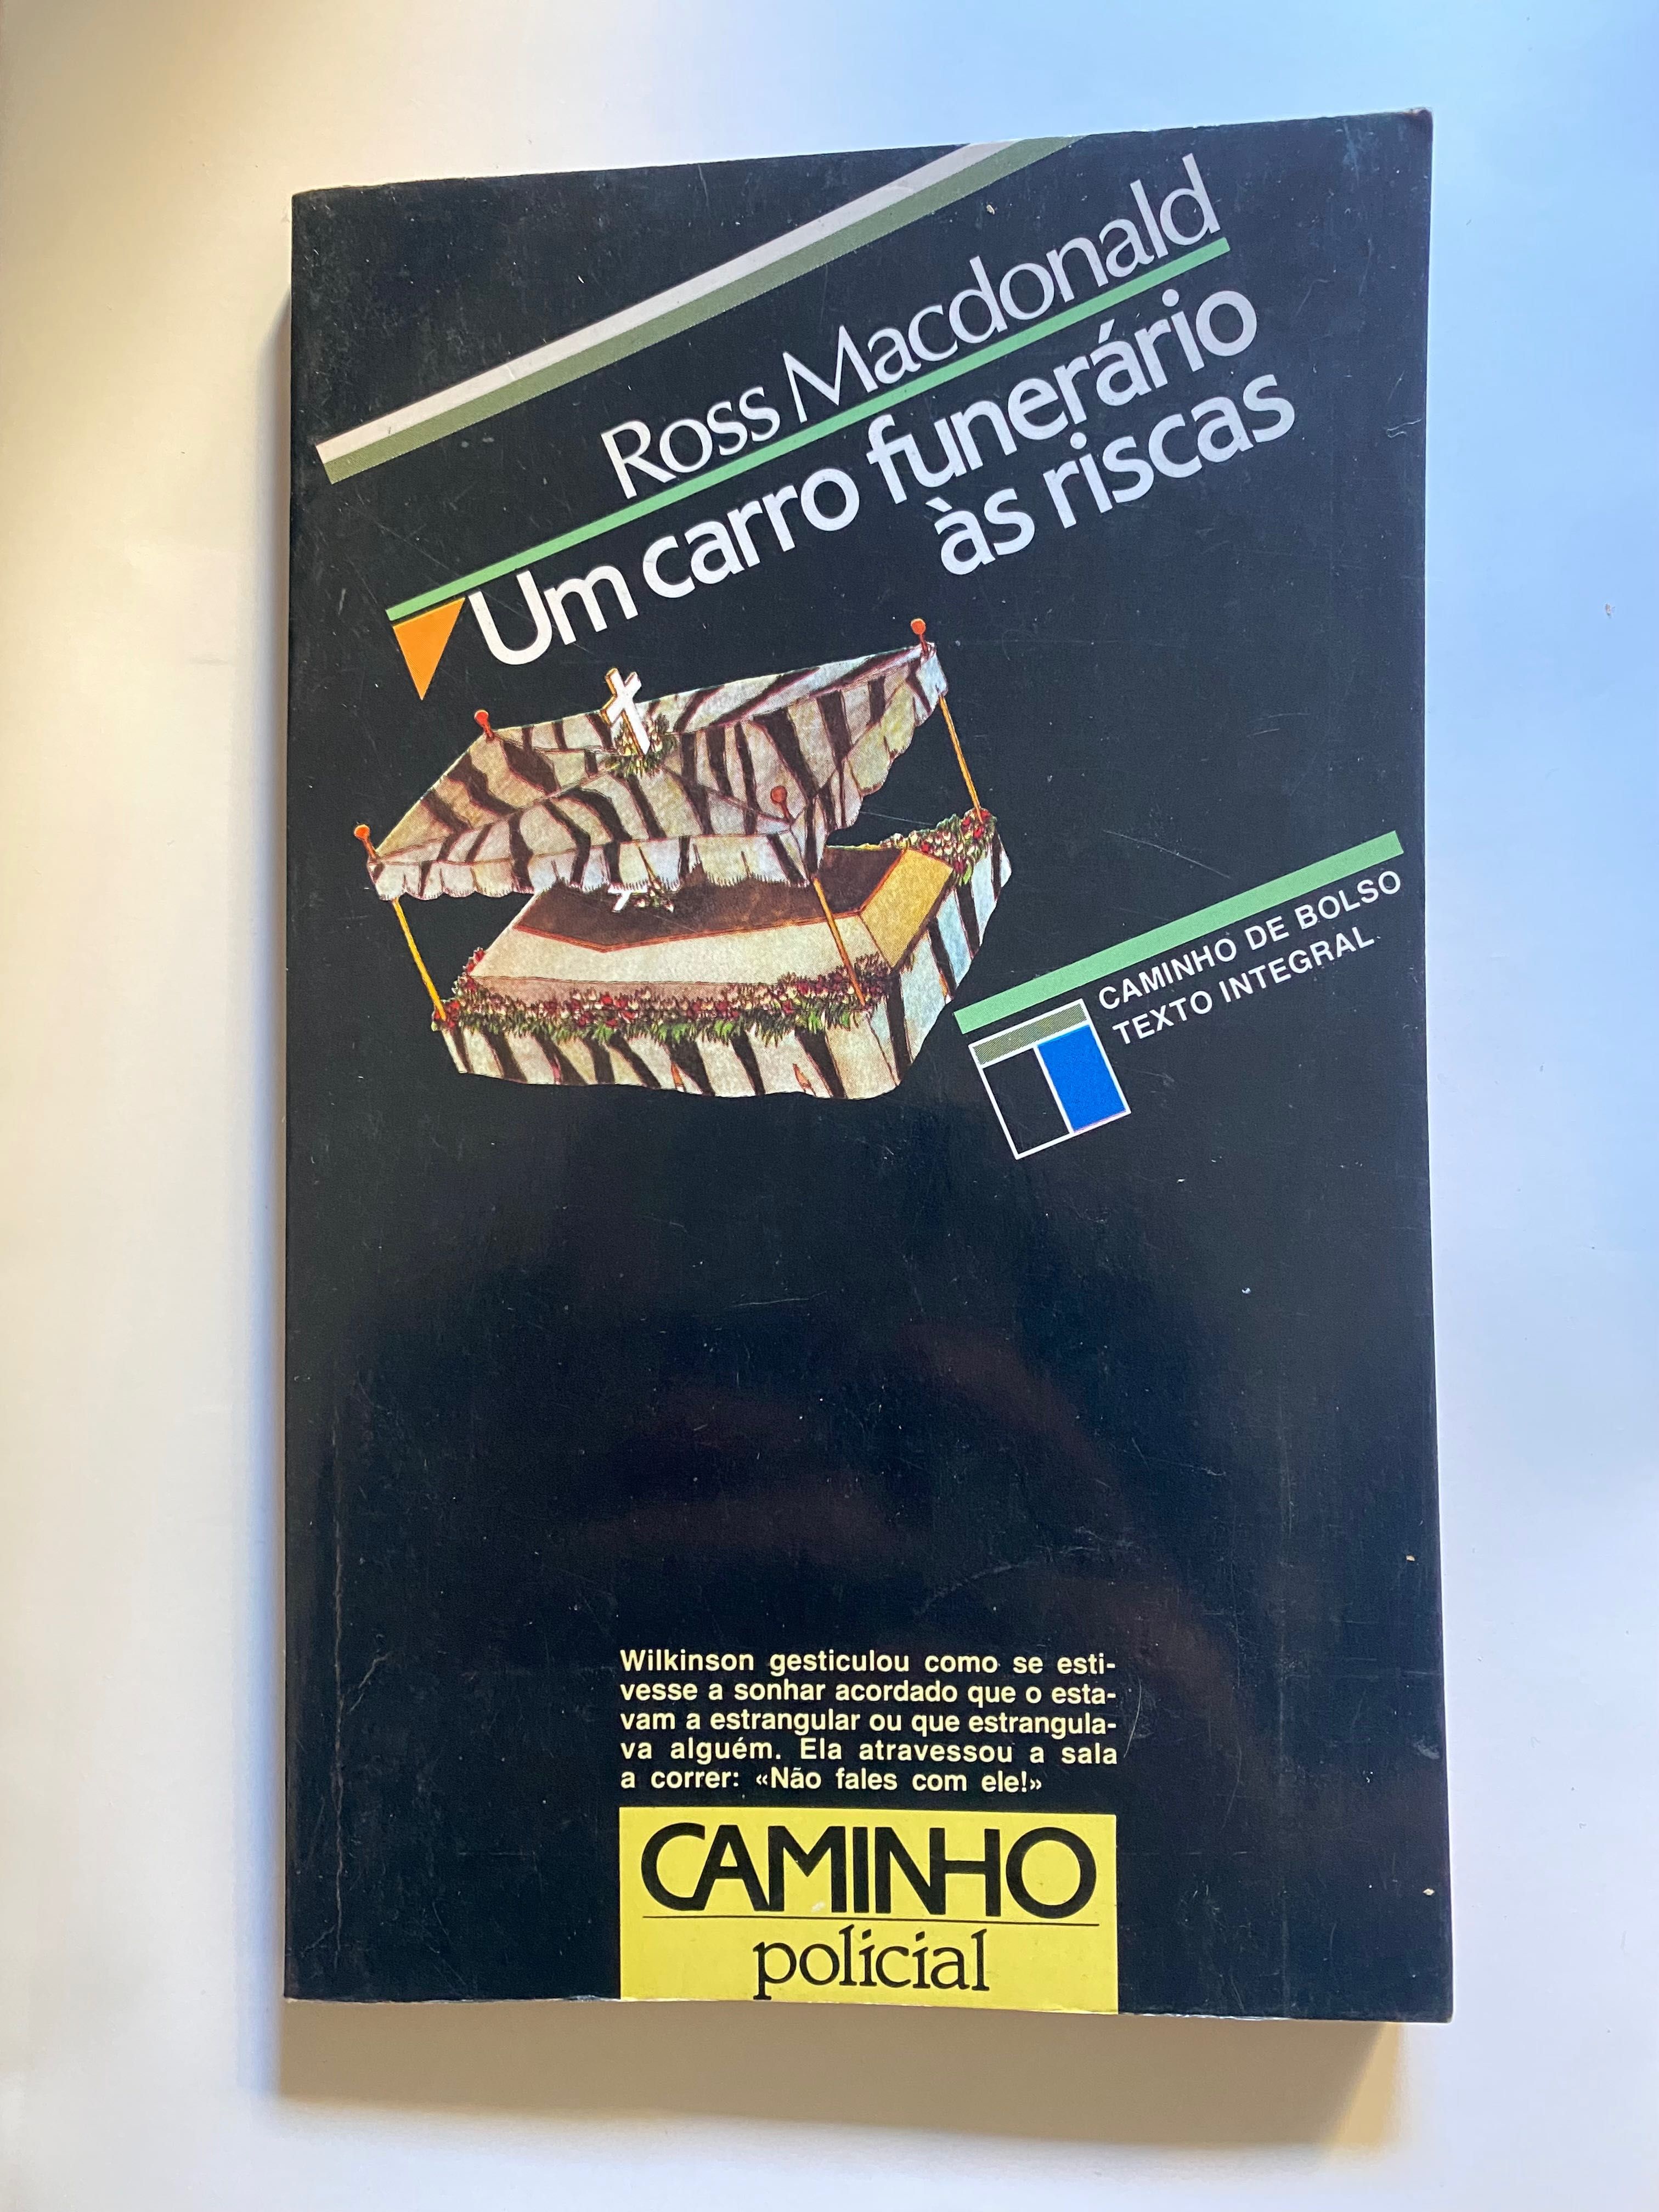 Ross Macdonald
Um carro funerário
às riscas
CAMINHO DE BOLSO
TEXTO INTEGRAL
Wilkinson gesticulou como se esti-
vesse a sonhar acordado que o esta-
vam a estrangular ou que estrangula-
va alguém. Ela atravessou a sala
a correr: «Não fales com ele!»
CAMINHO
policial